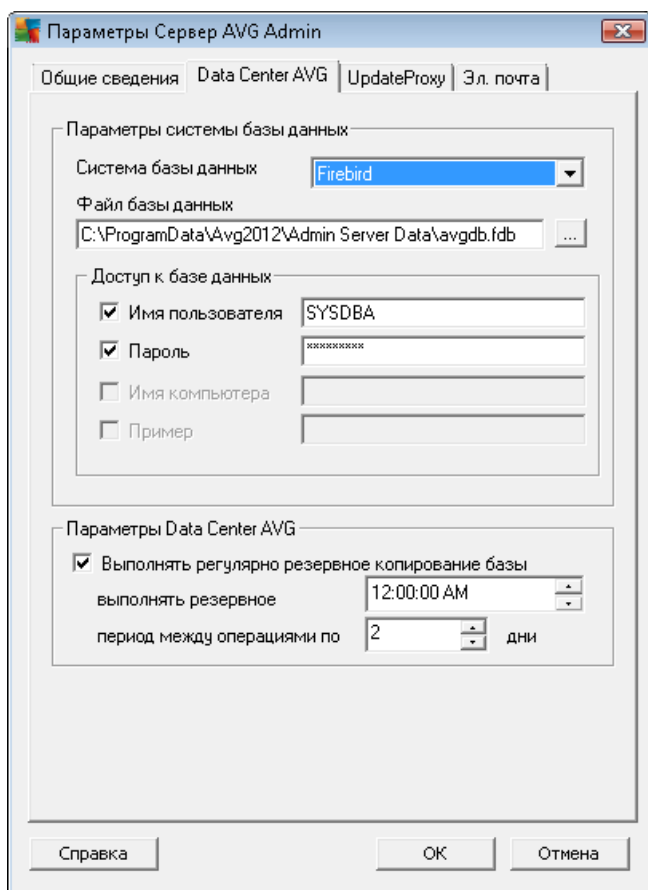 Параметры Сервер AVG Admin
Общие сведения Data Center AVG UpdateProxy Эл. почта
Параметры системы базы данных
Система базы данных Firebird
Файл базы данных
C:\ProgramData\Avg2012\Admin Server Data\avgdb.fdb ...
Доступ к базе данных
Имя пользователя SYSDBA
Пароль *********
Имя компьютера
Пример
Параметры Data Center AVG
Выполнять регулярно резервное копирование базы
выполнять резервное 12:00:00 AM
период между операциями по 2 дни
Справка OK Отмена